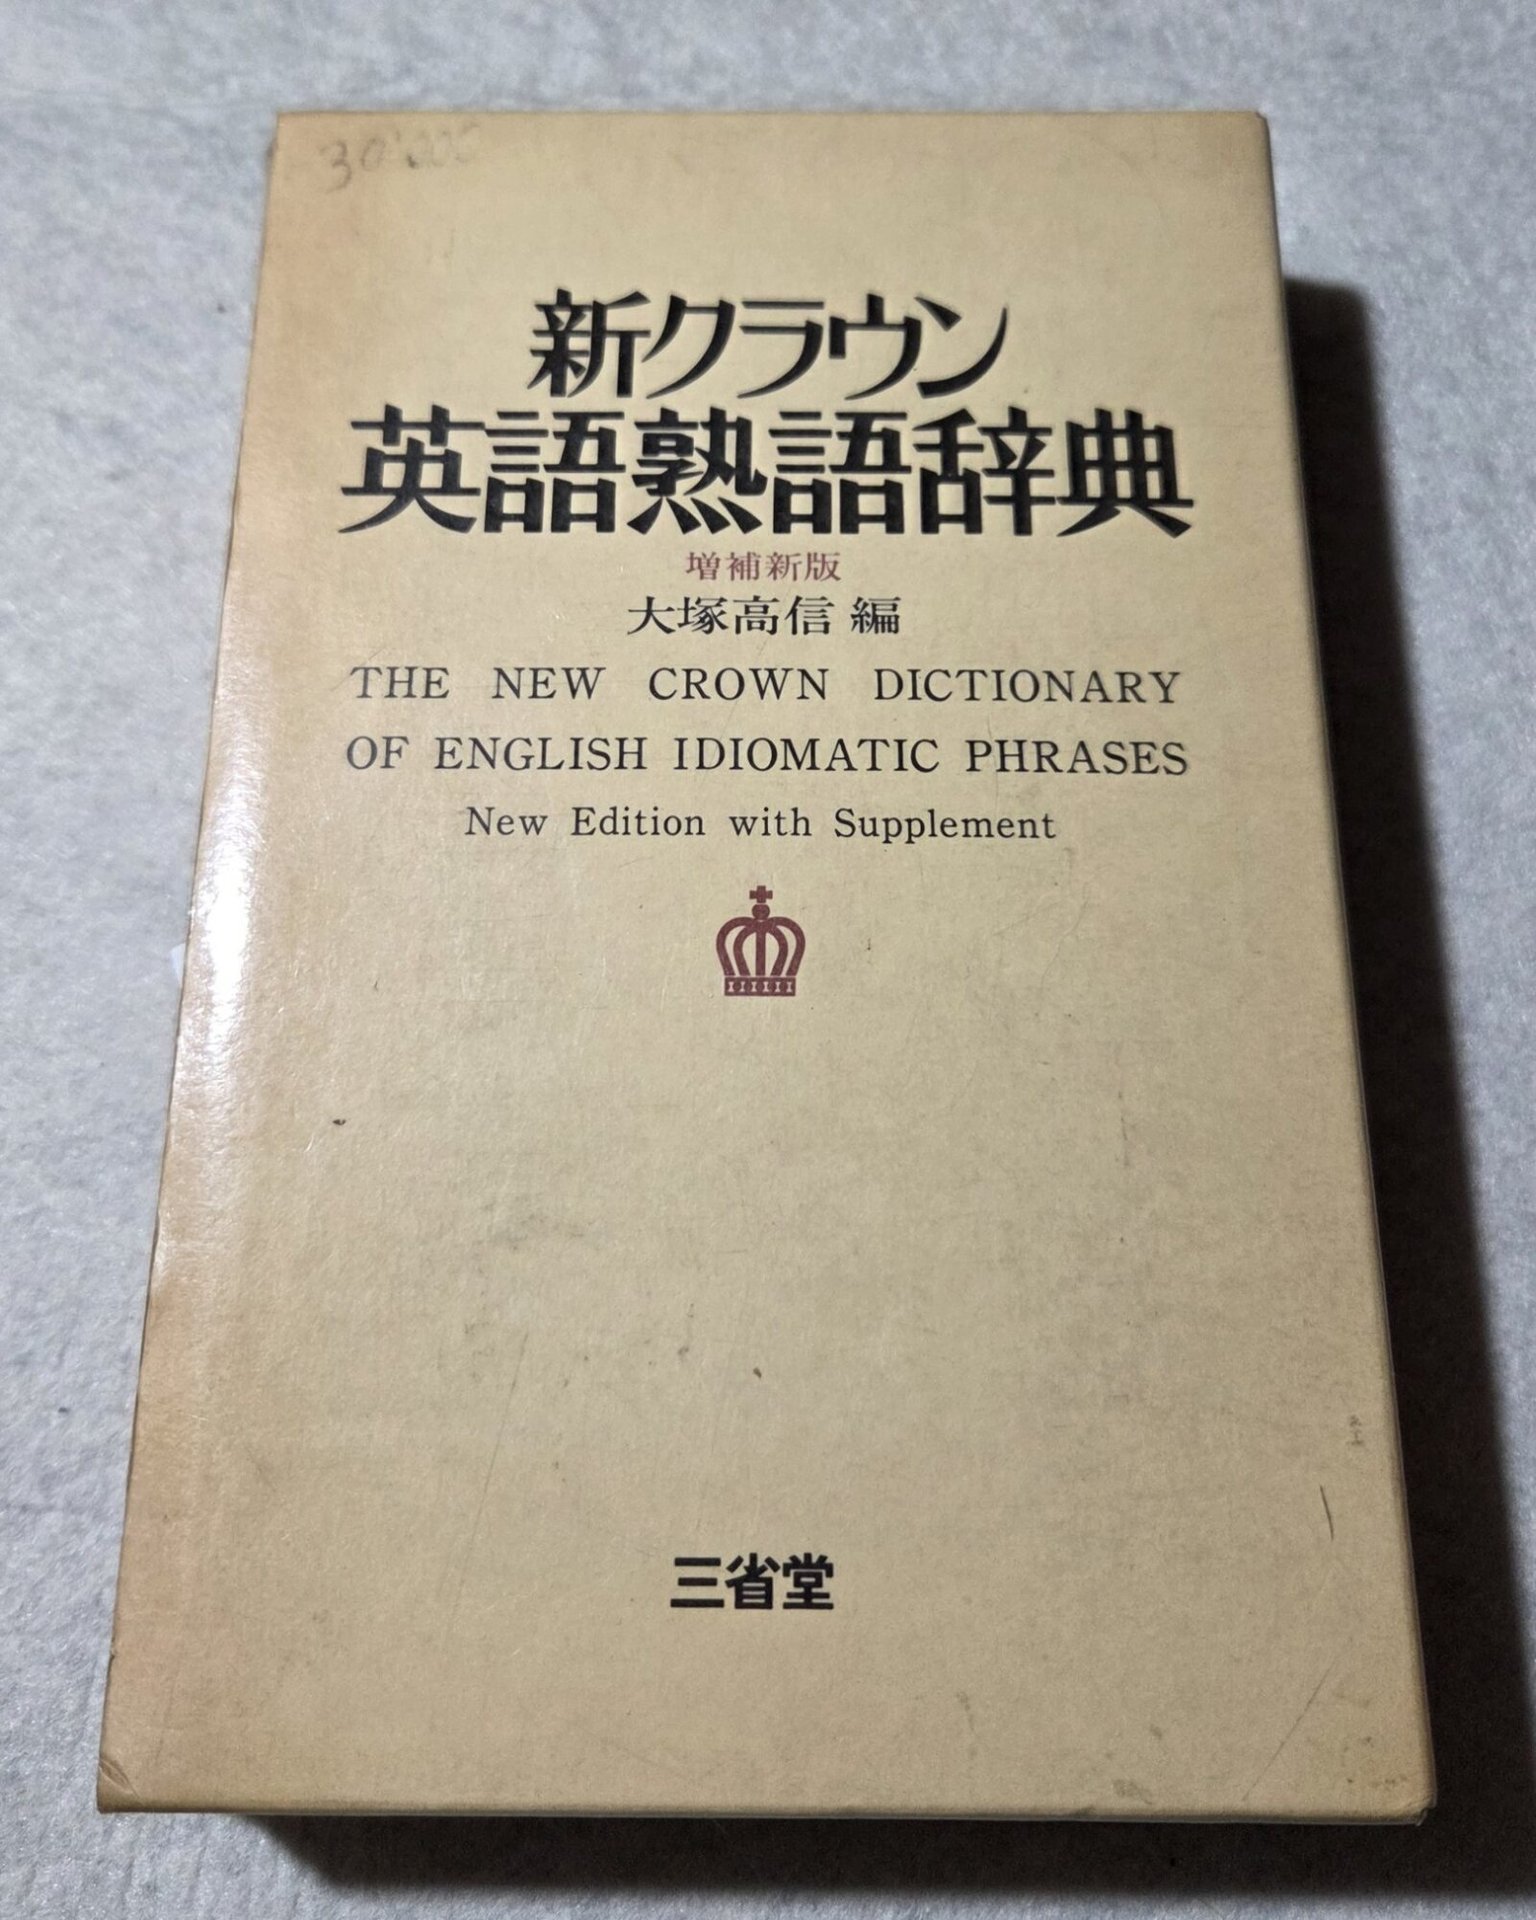 新クラウン
英語熟語辞典
増補新版
大塚高信 編
THE NEW CROWN DICTIONARY
OF ENGLISH IDIOMATIC PHRASES
New Edition with Supplement
三省堂